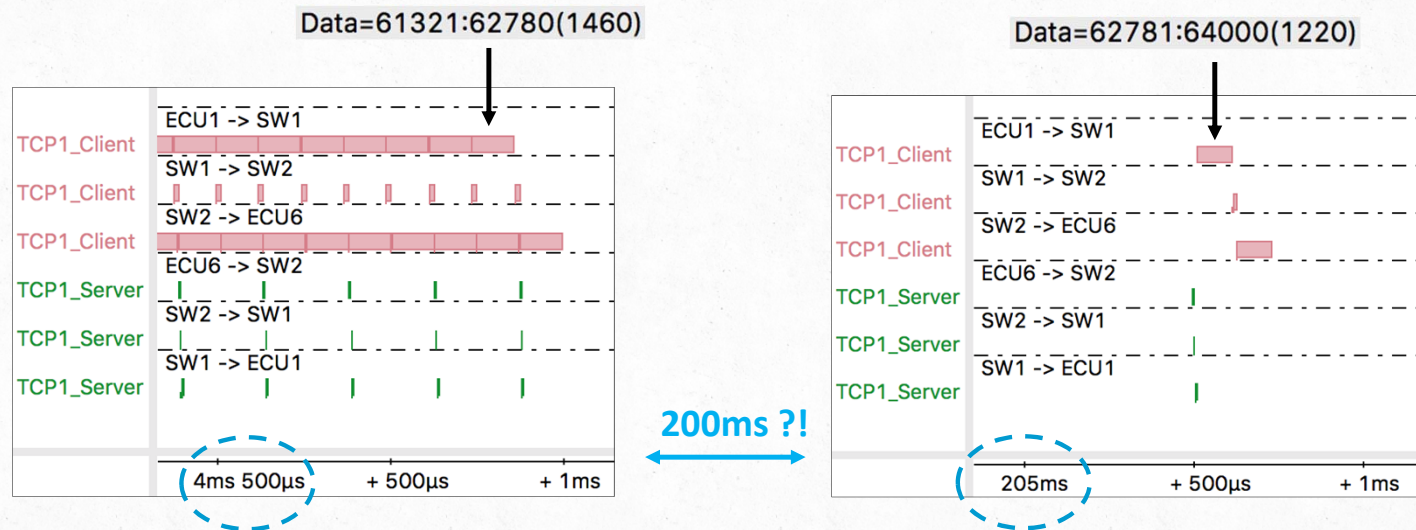 Data=61321:62780(1460)
ECU1 -> SW1
TCP1_Client
SW1 -> SW2
TCP1_Client
SW2 -> ECU6
TCP1_Client
ECU6 -> SW2
TCP1_Server
SW2 -> SW1
TCP1_Server
SW1 -> ECU1
TCP1_Server
4ms 500µs + 500µs + 1ms
200ms ?!
Data=62781:64000(1220)
ECU1 -> SW1
TCP1_Client
SW1 -> SW2
TCP1_Client
SW2 -> ECU6
TCP1_Client
ECU6 -> SW2
TCP1_Server
SW2 -> SW1
TCP1_Server
SW1 -> ECU1
TCP1_Server
205ms + 500µs + 1ms